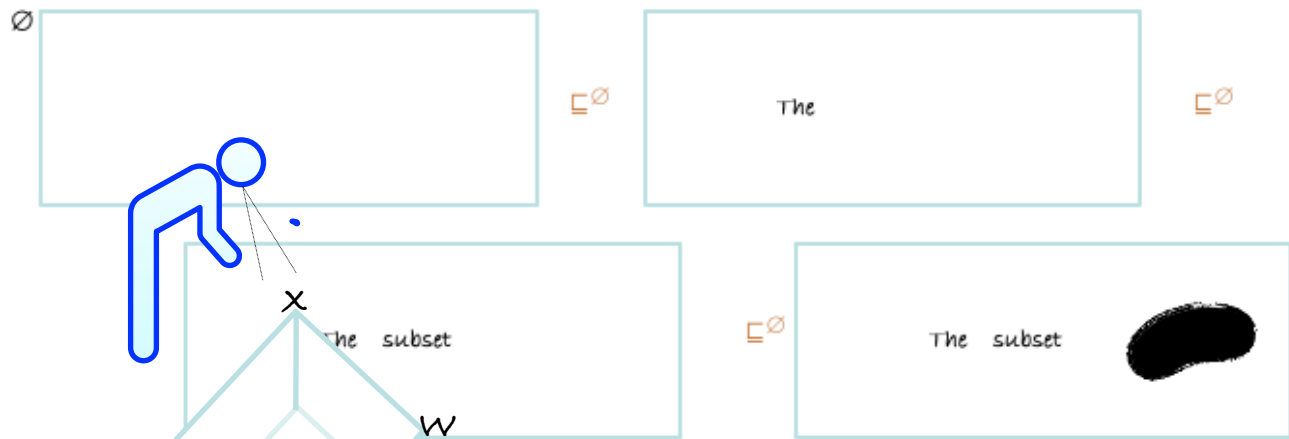 ∅ ⊑∅ The ⊑∅
The subset ⊑∅ The subset
X
W